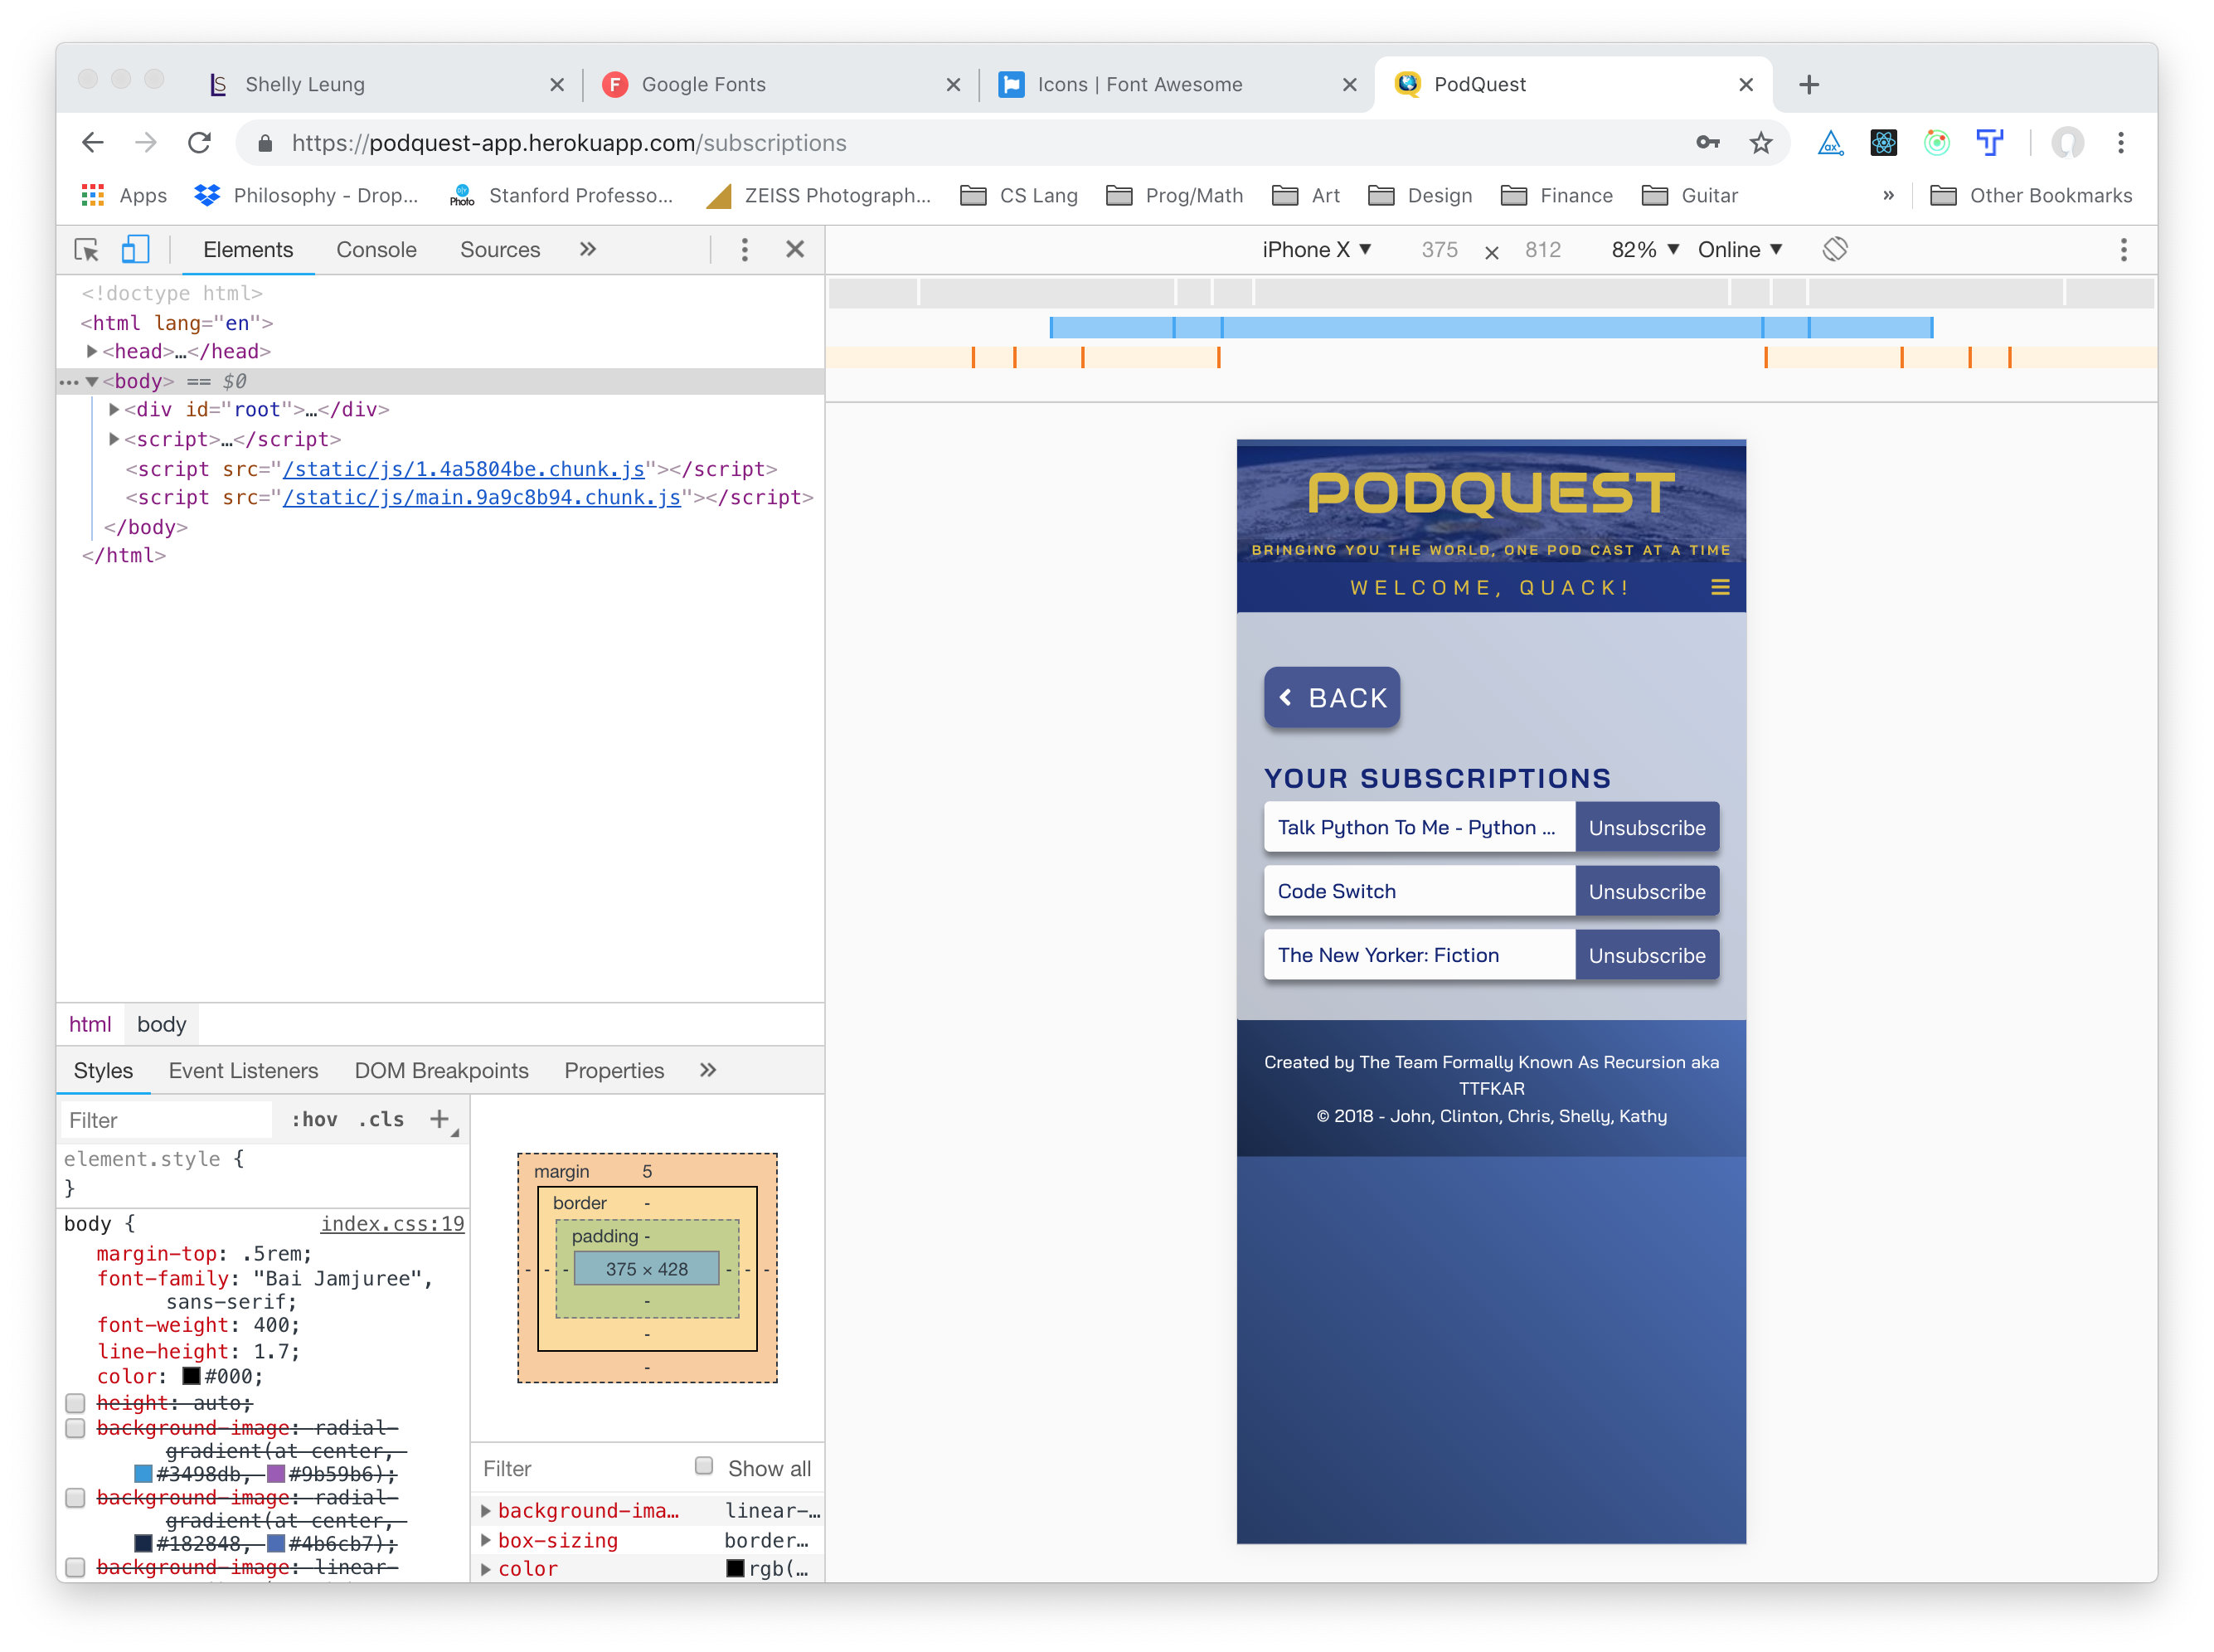 Shelly Leung
Google Fonts
Icons | Font Awesome
PodQuest
https://podquest-app.herokuapp.com/subscriptions
Apps
Philosophy - Drop...
Stanford Professo...
ZEISS Photograph...
CS Lang
Prog/Math
Art
Design
Finance
Guitar
»
Other Bookmarks
Elements Console Sources »
iPhone X ▼ 375 × 812 82% ▼ Online ▼
<!doctype html>
<html lang="en">
<head>…</head>
<body> == $0
<div id="root">…</div>
<script>…</script>
<script src="/static/js/1.4a5804be.chunk.js"></script>
<script src="/static/js/main.9a9c8b94.chunk.js"></script>
</body>
</html>
html body
Styles Event Listeners DOM Breakpoints Properties »
Filter :hov .cls +
element.style {
}
body { index.css:19
margin-top: .5rem;
font-family: "Bai Jamjuree",
sans-serif;
font-weight: 400;
line-height: 1.7;
color: #000;
height: auto;
background-image: radial-
gradient(at center,
#3498db, #9b59b6);
background-image: radial-
gradient(at center,
#182848, #4b6cb7);
background-image: linear-
margin 5
border -
padding -
- - - 375 × 428 - - -
-
-
-
Filter Show all
background-ima… linear-…
box-sizing border…
color rgb(…
PODQUEST
BRINGING YOU THE WORLD, ONE POD CAST AT A TIME
WELCOME, QUACK!
BACK
YOUR SUBSCRIPTIONS
Talk Python To Me - Python ... Unsubscribe
Code Switch Unsubscribe
The New Yorker: Fiction Unsubscribe
Created by The Team Formally Known As Recursion aka
TTFKAR
© 2018 - John, Clinton, Chris, Shelly, Kathy